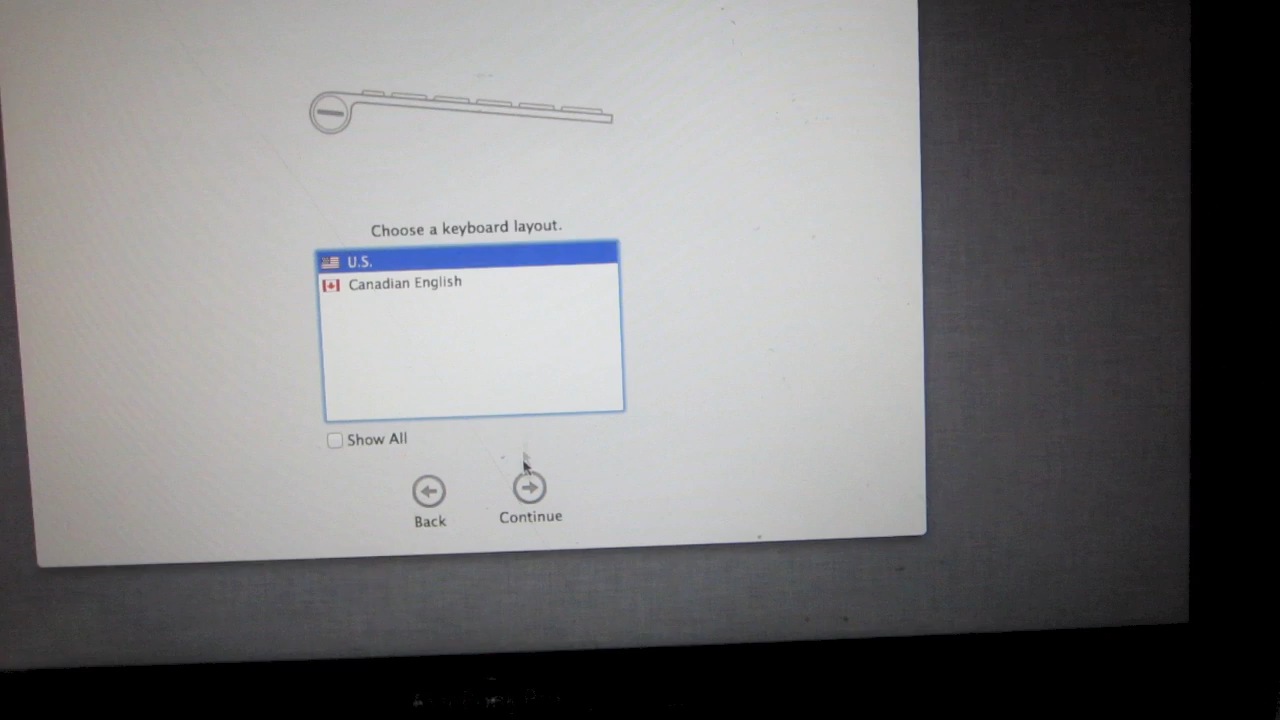 Choose a keyboard layout.
U.S.
Canadian English
Show All
Back
Continue